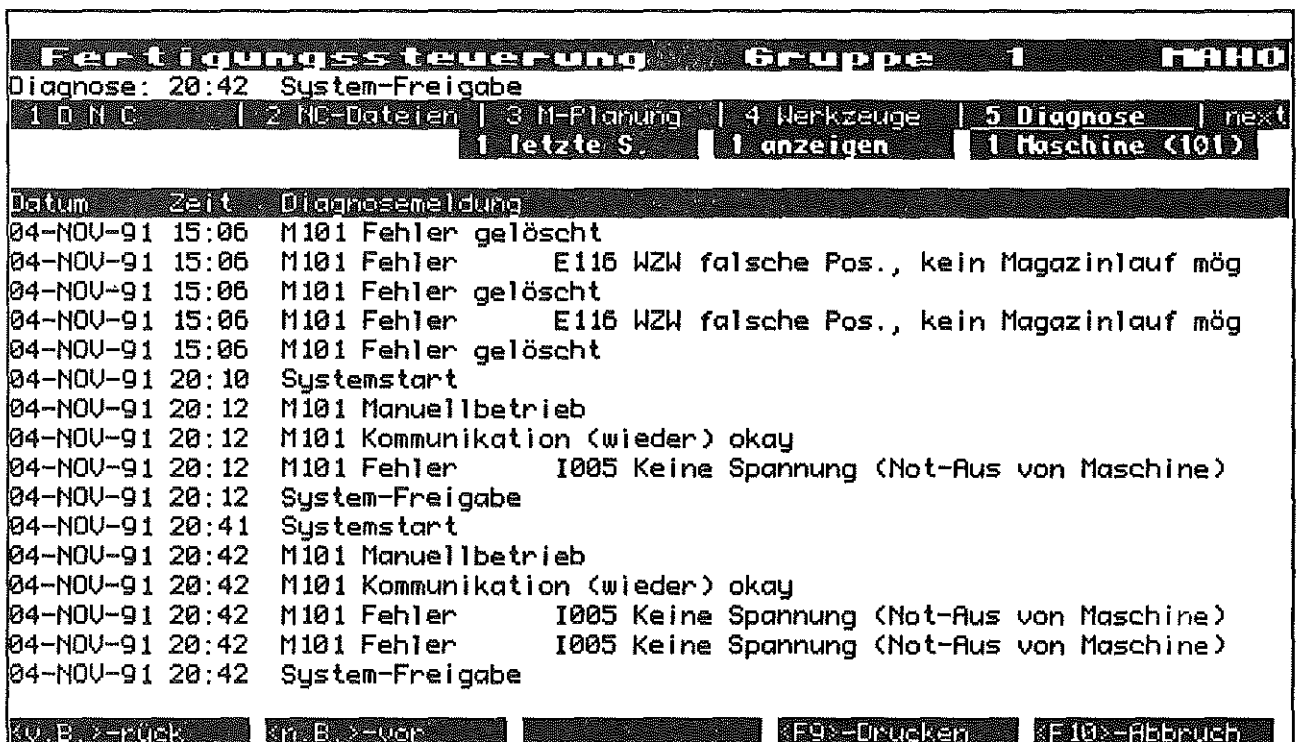 Fertigungssteuerung Gruppe 1 MAHO
Diagnose: 20:42 System-Freigabe
1 D N C | 2 NC-Dateien | 3 M-Planung | 4 Werkzeuge | 5 Diagnose | next
1 letzte S. 1 anzeigen 1 Maschine (101)
Datum Zeit Diagnosemeldung
04-NOV-91 15:06 M101 Fehler gelöscht
04-NOV-91 15:06 M101 Fehler E116 WZW falsche Pos., kein Magazinlauf mög
04-NOV-91 15:06 M101 Fehler gelöscht
04-NOV-91 15:06 M101 Fehler E116 WZW falsche Pos., kein Magazinlauf mög
04-NOV-91 15:06 M101 Fehler gelöscht
04-NOV-91 20:10 Systemstart
04-NOV-91 20:12 M101 Manuellbetrieb
04-NOV-91 20:12 M101 Kommunikation (wieder) okay
04-NOV-91 20:12 M101 Fehler I005 Keine Spannung (Not-Aus von Maschine)
04-NOV-91 20:12 System-Freigabe
04-NOV-91 20:41 Systemstart
04-NOV-91 20:42 M101 Manuellbetrieb
04-NOV-91 20:42 M101 Kommunikation (wieder) okay
04-NOV-91 20:42 M101 Fehler I005 Keine Spannung (Not-Aus von Maschine)
04-NOV-91 20:42 M101 Fehler I005 Keine Spannung (Not-Aus von Maschine)
04-NOV-91 20:42 System-Freigabe
<v.B.>-rück <n.B.>-vor <F9>-Drucken <F10>-Abbruch